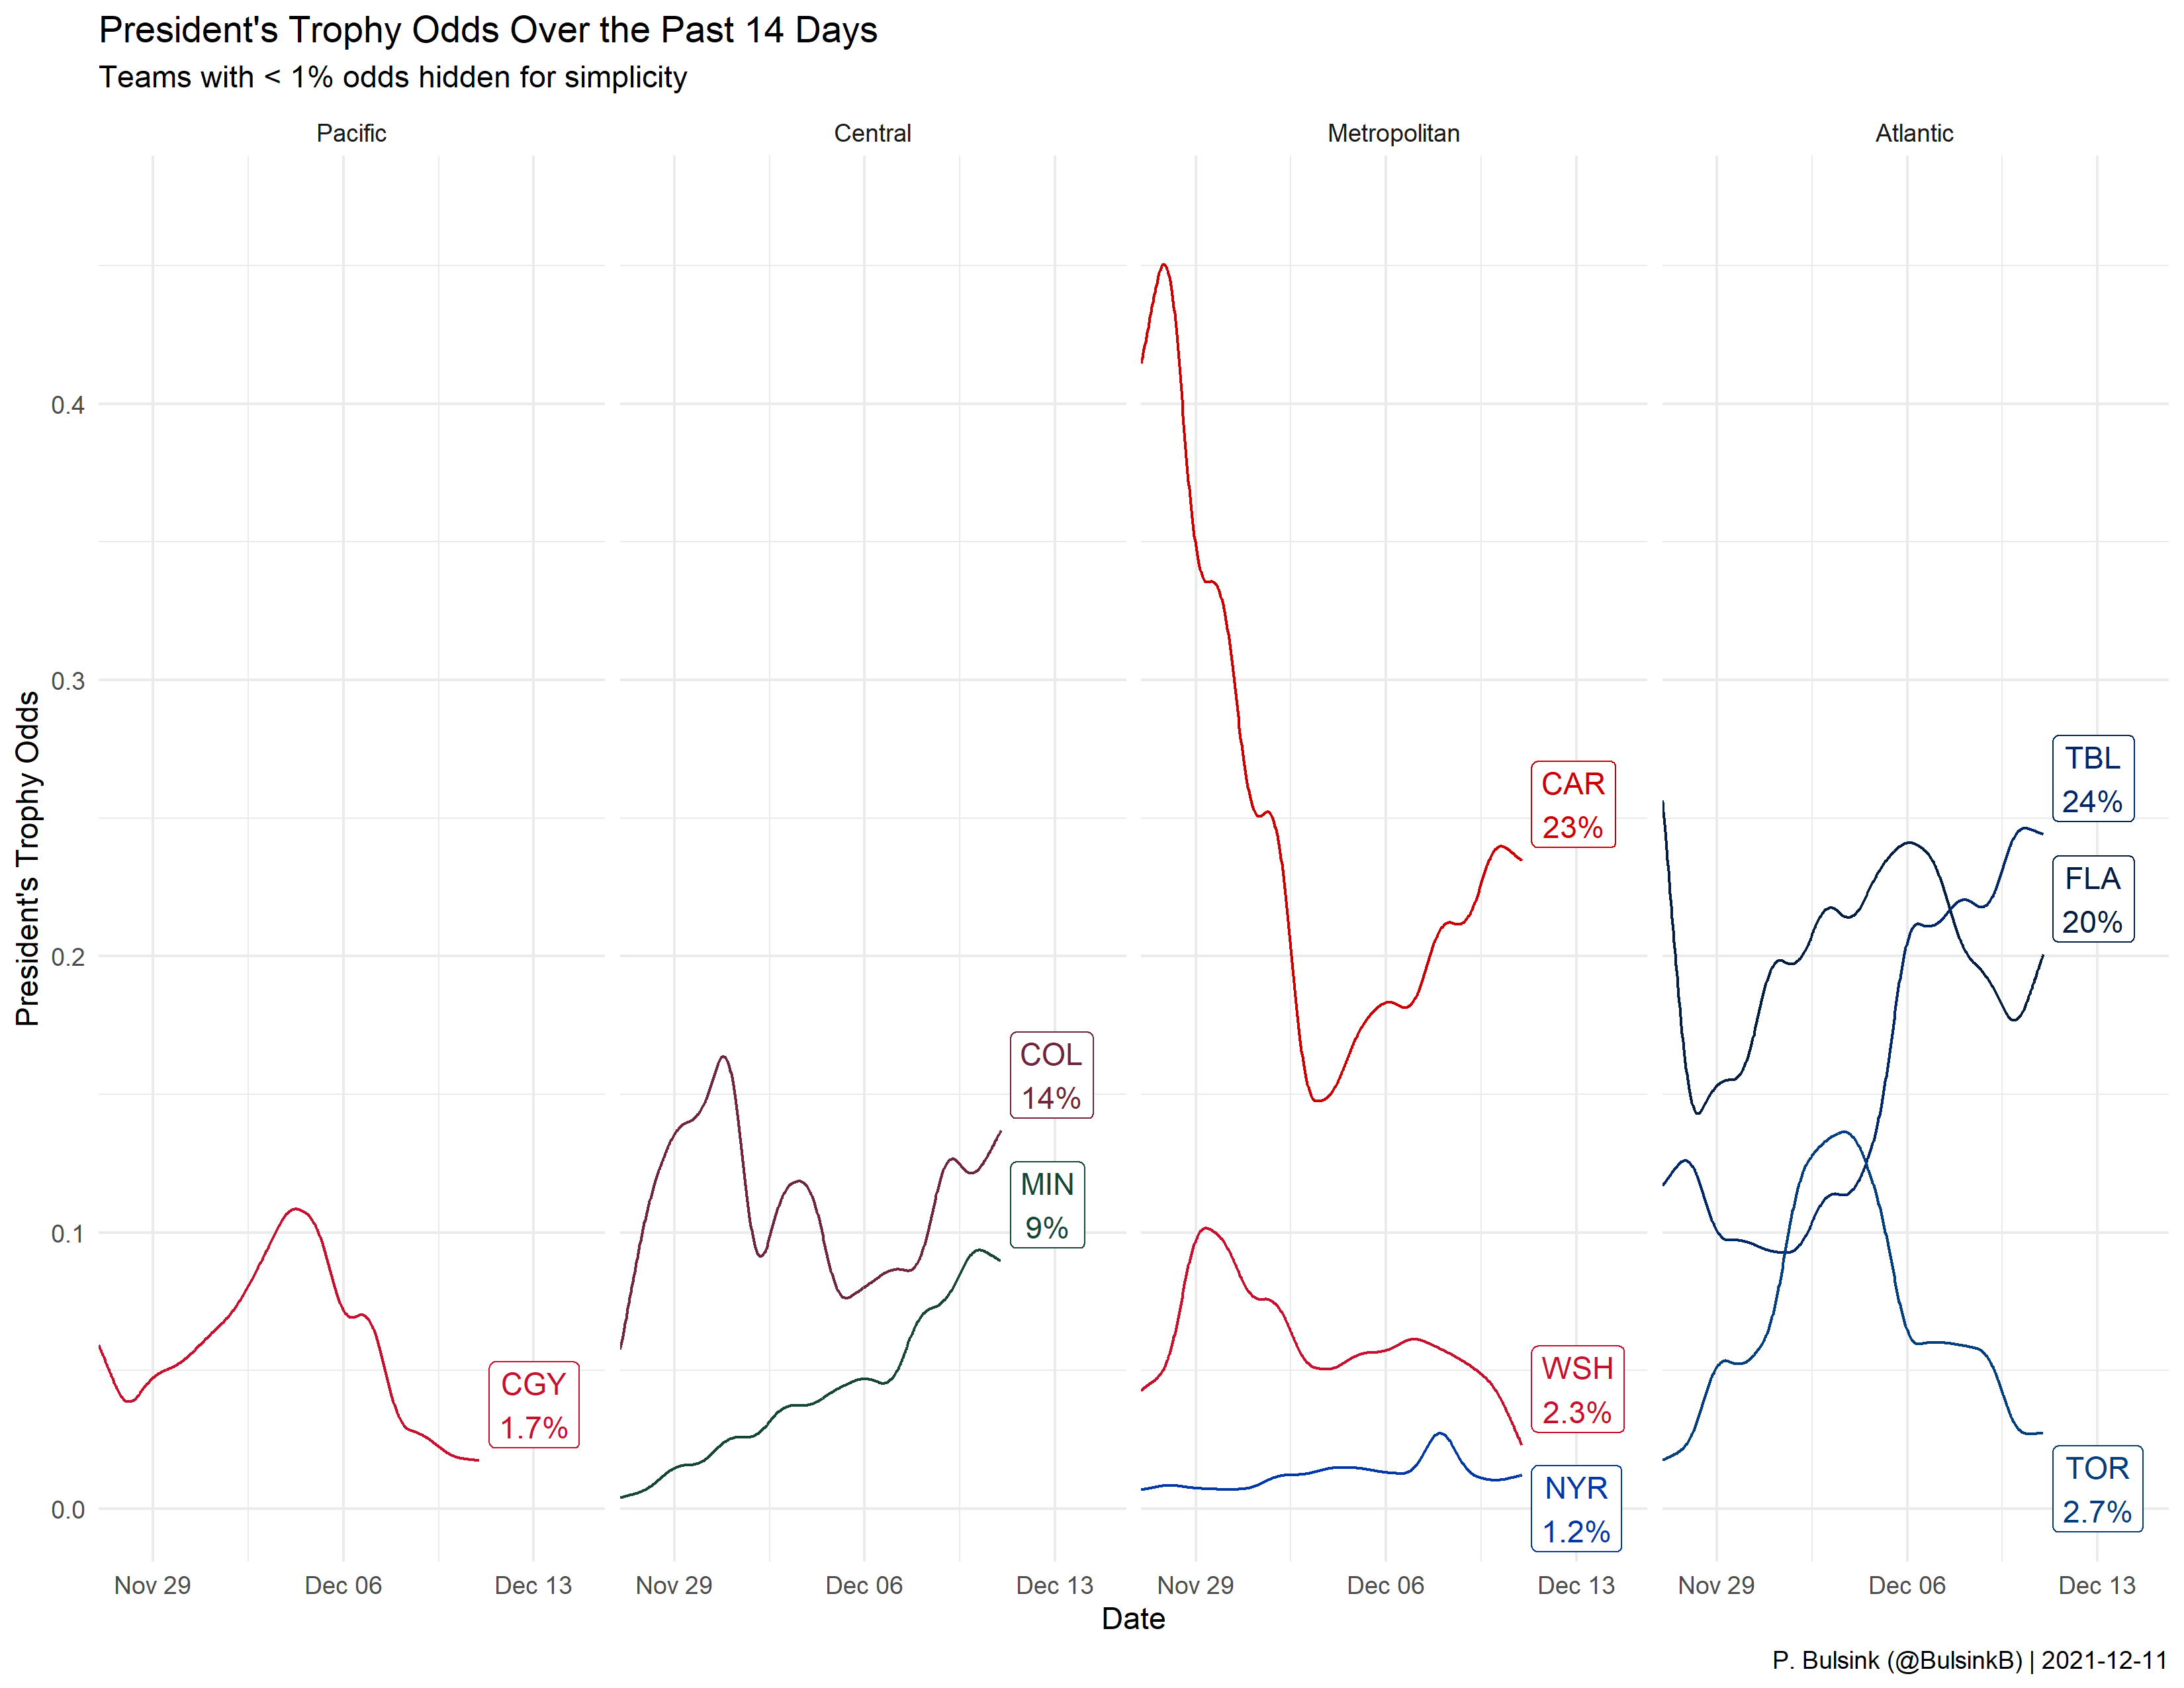 President's Trophy Odds Over the Past 14 Days
Teams with < 1% odds hidden for simplicity
Pacific
Central
Metropolitan
Atlantic
President's Trophy Odds
0.4
0.3
0.2
0.1
0.0
CGY
1.7%
COL
14%
MIN
9%
CAR
23%
WSH
2.3%
NYR
1.2%
TBL
24%
FLA
20%
TOR
2.7%
Nov 29
Dec 06
Dec 13
Nov 29
Dec 06
Dec 13
Nov 29
Dec 06
Dec 13
Nov 29
Dec 06
Dec 13
Date
P. Bulsink (@BulsinkB) | 2021-12-11